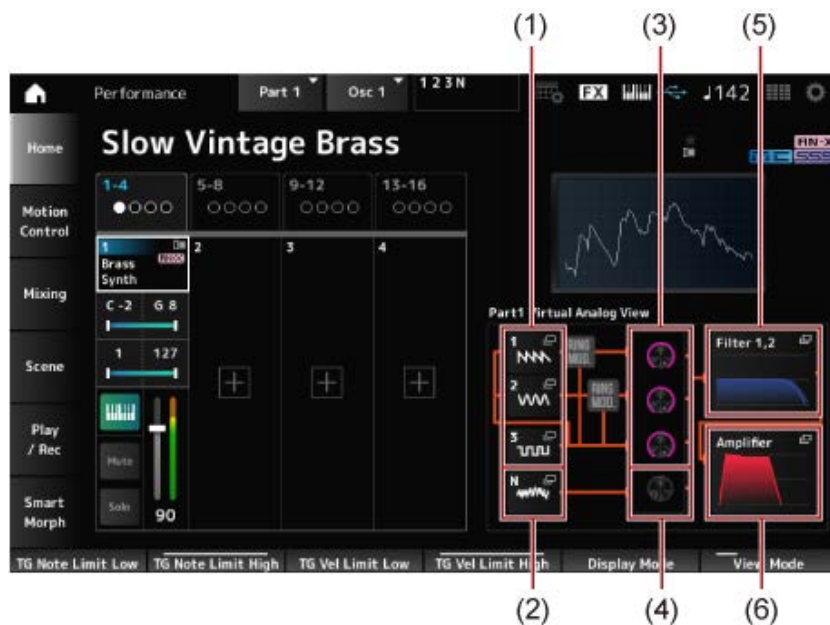 (1) (3) (5)
Performance Part 1 Osc 1 1 2 3 N FX ♩142
Home
Slow Vintage Brass
AN-X
1-4 5-8 9-12 13-16
Motion
Control
1 2 3 4
Brass
Synth
AN-X
Mixing
C -2 G 8
Part1 Virtual Analog View
1 127
Scene
1 RING
MOD.
Filter 1,2
2 RING
MOD.
Play
/ Rec
Mute
3
Amplifier
Smart
Morph
Solo
90
N
TG Note Limit Low TG Note Limit High TG Vel Limit Low TG Vel Limit High Display Mode View Mode
(2) (4) (6)